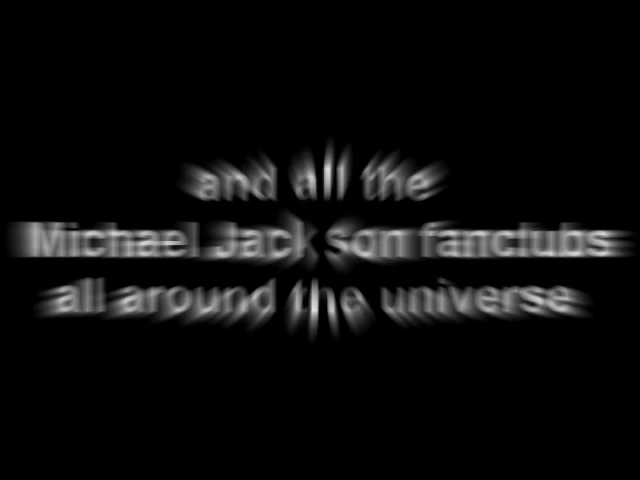 and all the
Michael Jackson fanclubs
all around the universe